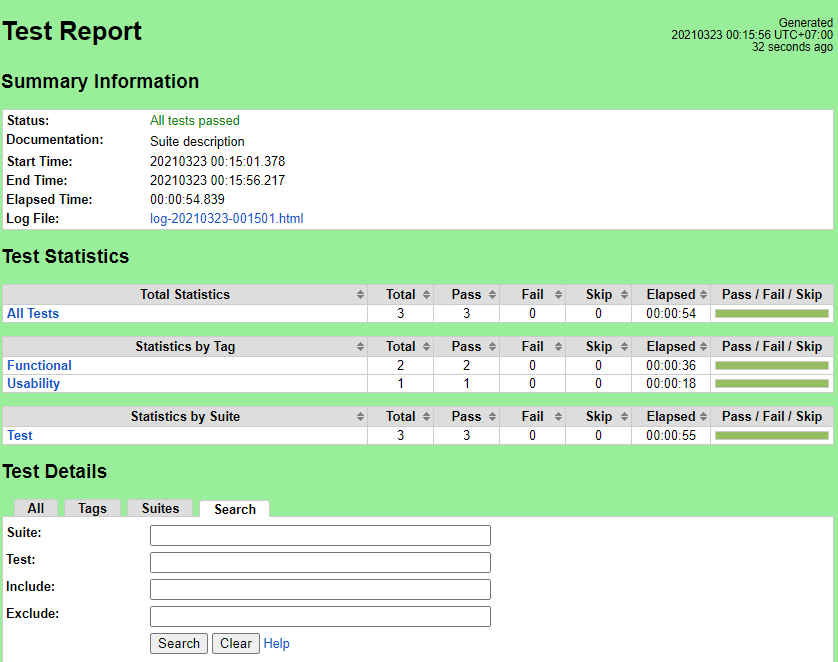 Test Report
Generated
20210323 00:15:56 UTC+07:00
32 seconds ago
Summary Information
Status: All tests passed
Documentation: Suite description
Start Time: 20210323 00:15:01.378
End Time: 20210323 00:15:56.217
Elapsed Time: 00:00:54.839
Log File: log-20210323-001501.html
Test Statistics
Total Statistics Total Pass Fail Skip Elapsed Pass / Fail / Skip
All Tests 3 3 0 0 00:00:54
Statistics by Tag Total Pass Fail Skip Elapsed Pass / Fail / Skip
Functional 2 2 0 0 00:00:36
Usability 1 1 0 0 00:00:18
Statistics by Suite Total Pass Fail Skip Elapsed Pass / Fail / Skip
Test 3 3 0 0 00:00:55
Test Details
All Tags Suites Search
Suite:
Test:
Include:
Exclude:
Search Clear Help